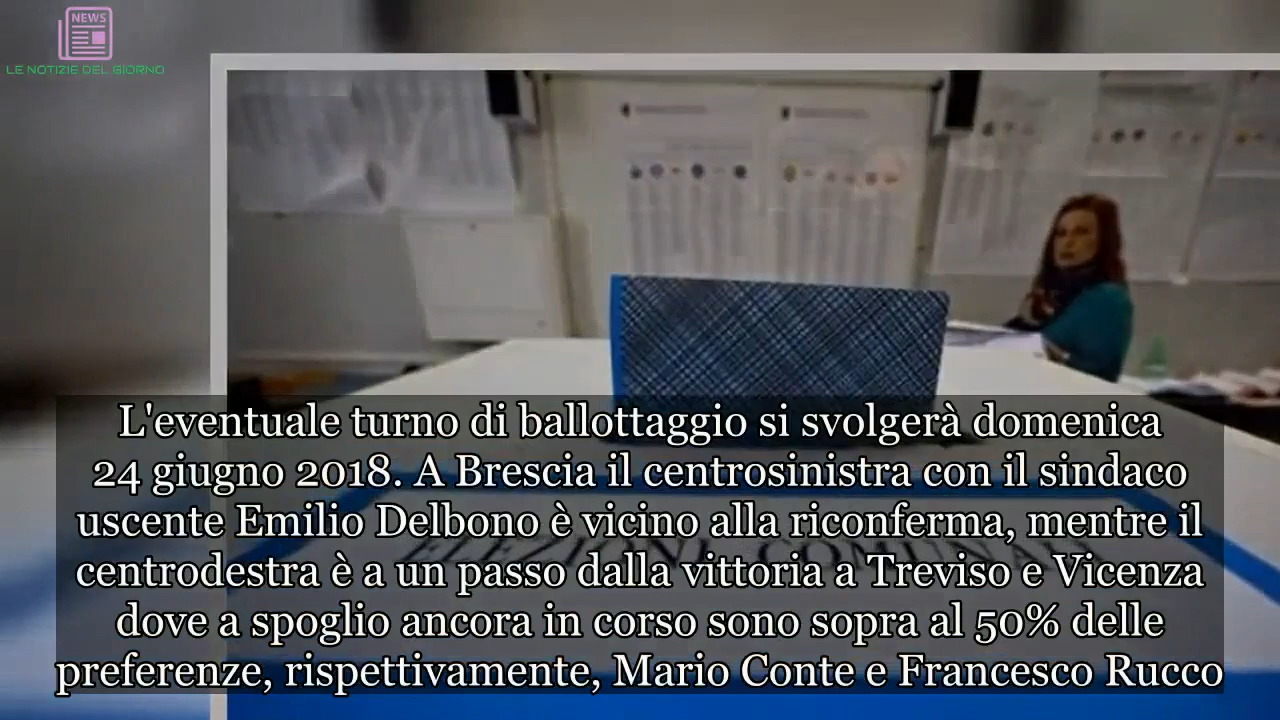 NEWS
LE NOTIZIE DEL GIORNO
L'eventuale turno di ballottaggio si svolgerà domenica
24 giugno 2018. A Brescia il centrosinistra con il sindaco
uscente Emilio Delbono è vicino alla riconferma, mentre il
centrodestra è a un passo dalla vittoria a Treviso e Vicenza
dove a spoglio ancora in corso sono sopra al 50% delle
preferenze, rispettivamente, Mario Conte e Francesco Rucco